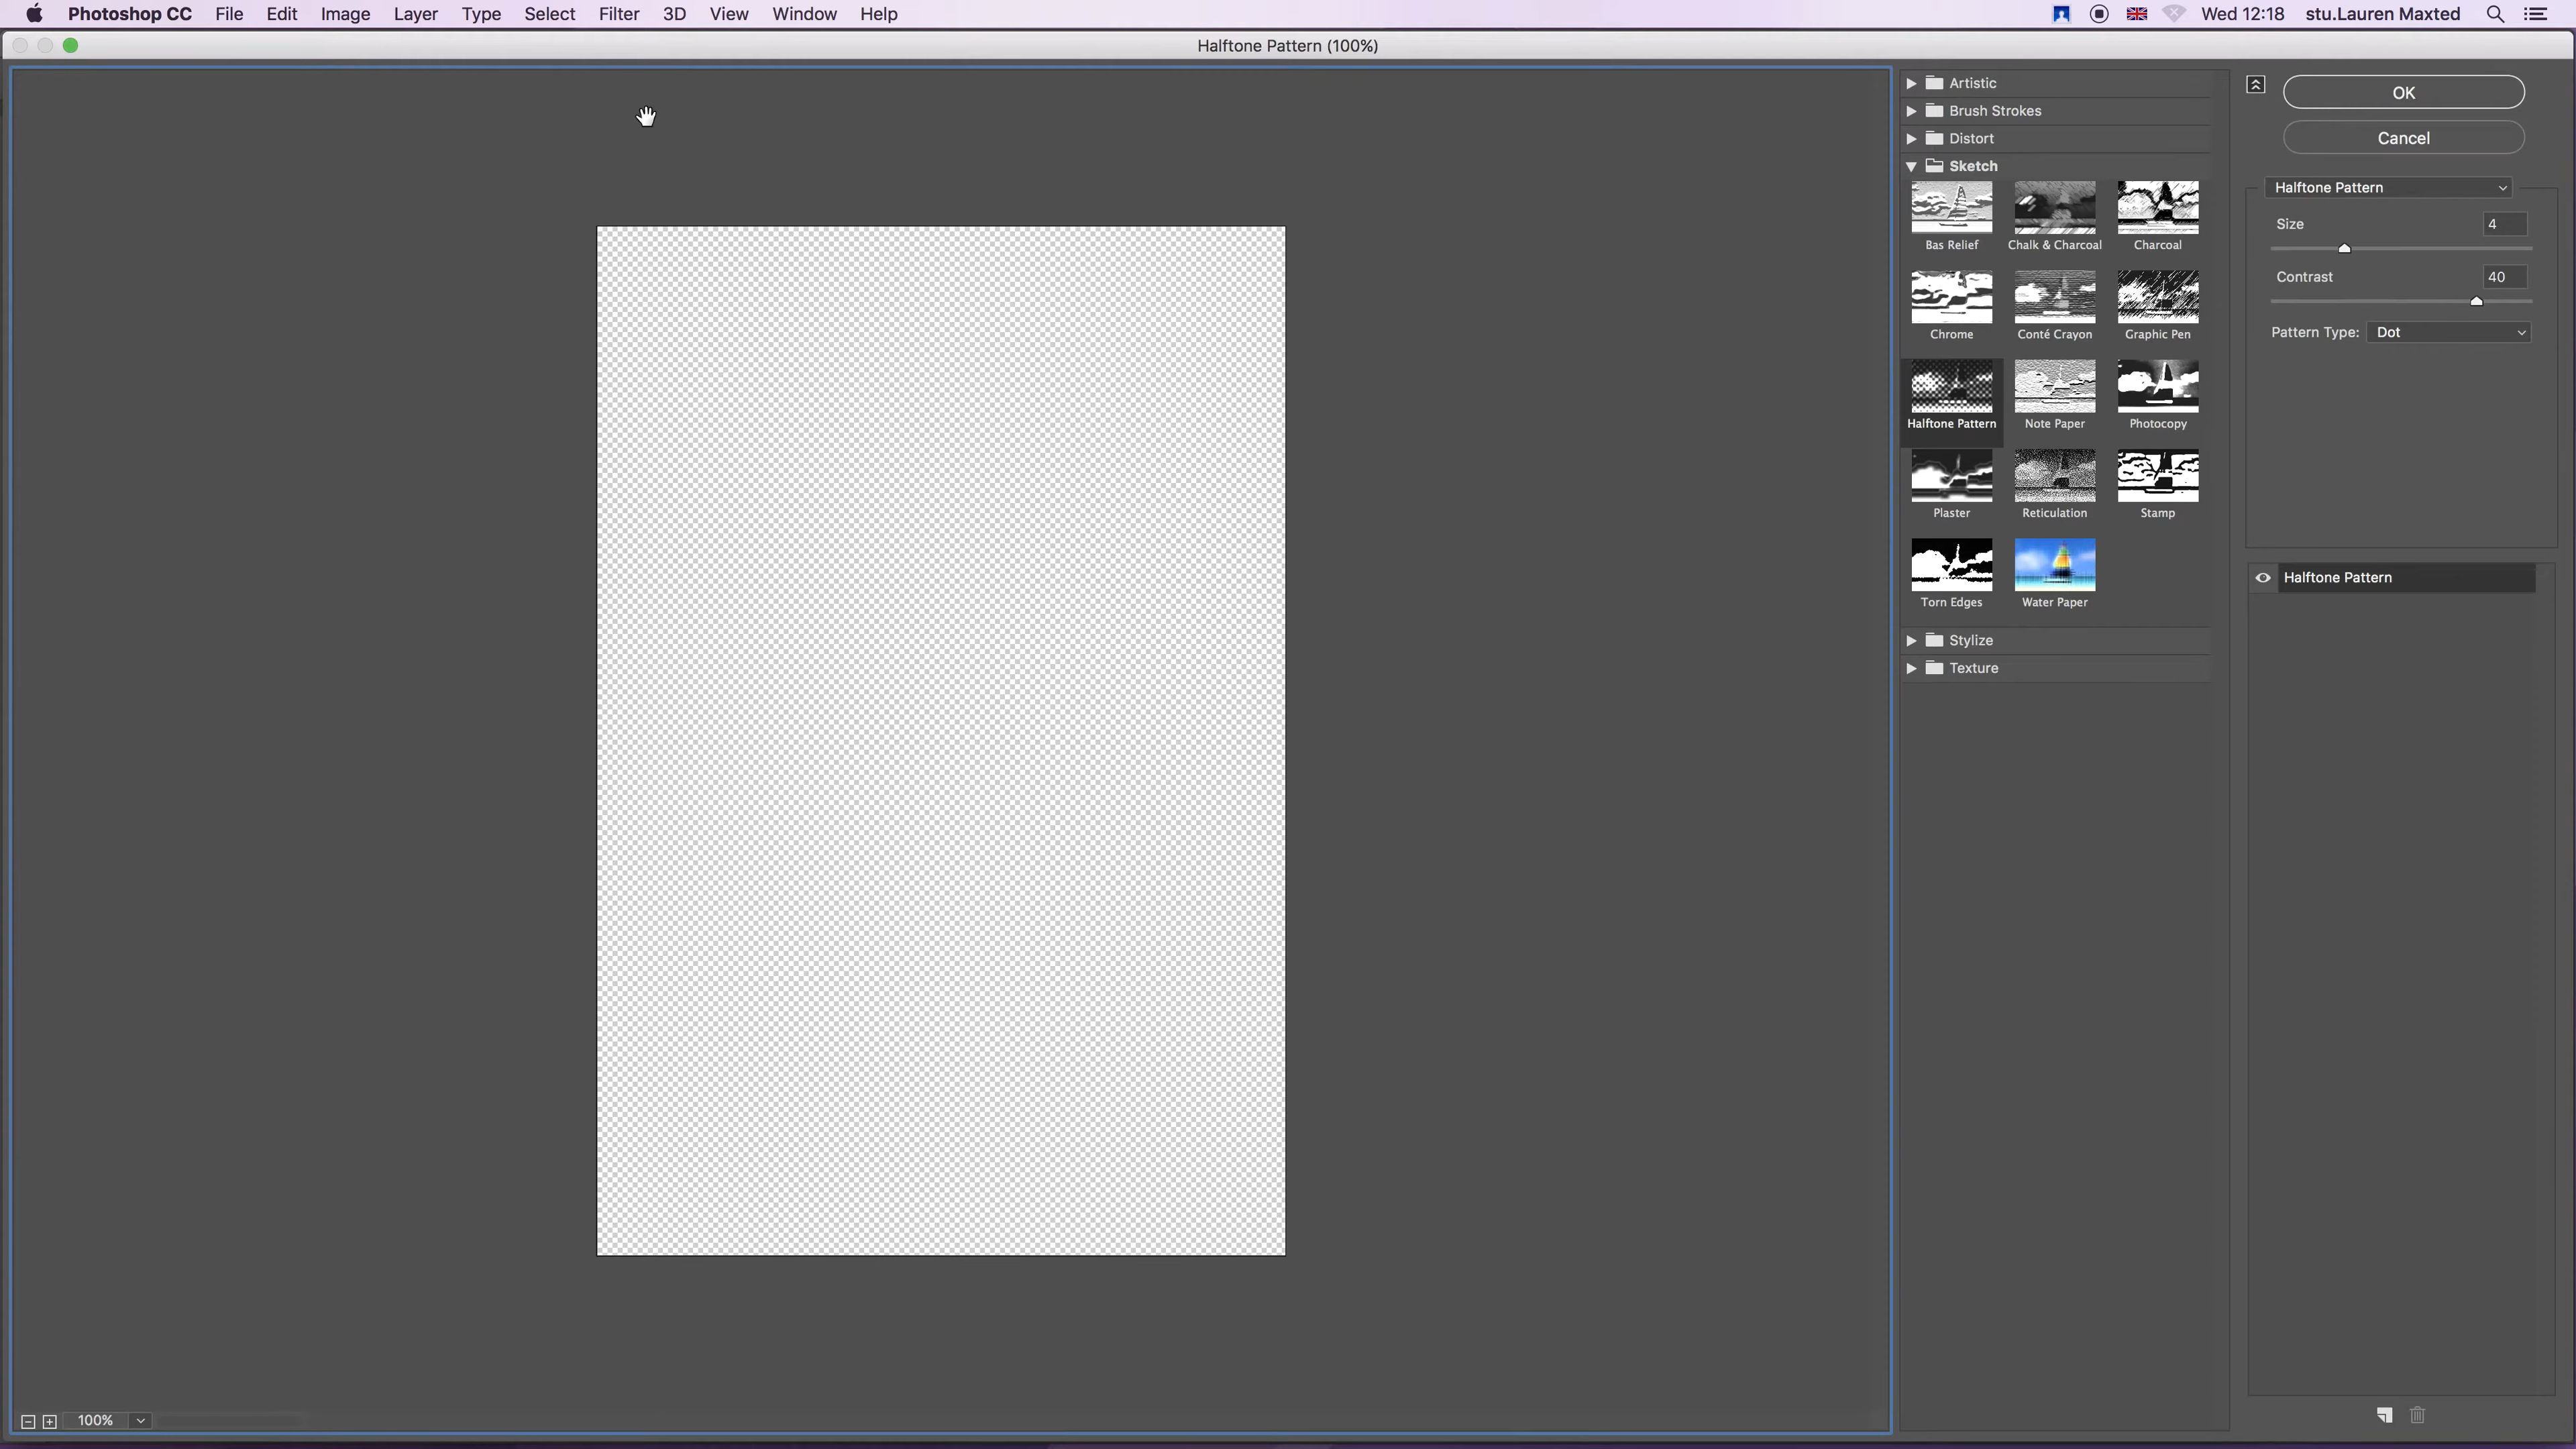 Photoshop CC File Edit Image Layer Type Select Filter 3D View Window Help Wed 12:18 stu.Lauren Maxted
Halftone Pattern (100%)
Artistic
Brush Strokes
Distort
Sketch
Bas Relief Chalk & Charcoal Charcoal
Chrome Conté Crayon Graphic Pen
Halftone Pattern Note Paper Photocopy
Plaster Reticulation Stamp
Torn Edges Water Paper
Stylize
Texture
OK
Cancel
Halftone Pattern
Size 4
Contrast 40
Pattern Type: Dot
Halftone Pattern
100%